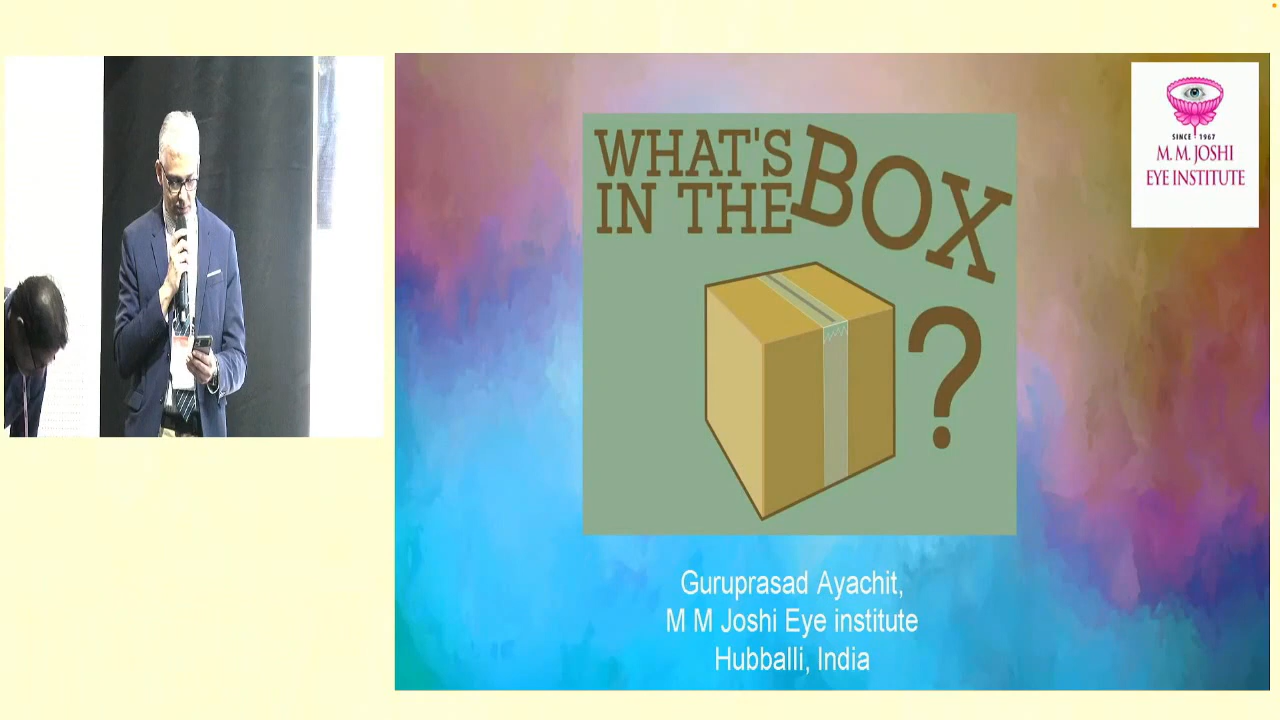 WHAT'S
IN THE
BOX
?
SINCE 1967
M. M. JOSHI
EYE INSTITUTE
Guruprasad Ayachit,
M M Joshi Eye institute
Hubballi, India